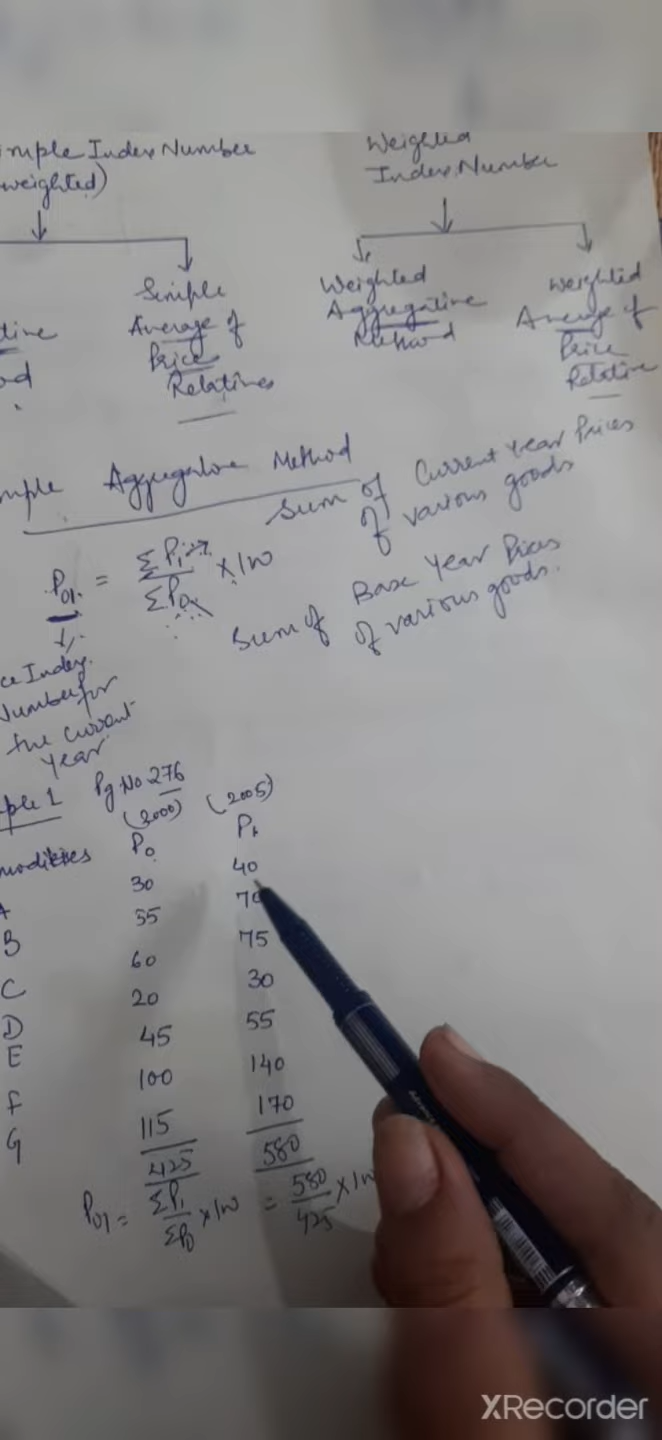 imple Index Number
weighted)
Weighted
Index Number
tive
od
Simple
Average of
Price
Relatives
Weighted
Aggregative
Method
Weighted
Average of
Price
Relative
mple Aggregative Method
P01 = ΣP1 / ΣP0 × 100
Sum of Current Year Prices
of various goods
Sum of Base Year Prices
of various goods.
ce Index
Number for
the current
year
ple 1 Pg No 276
(2000) (2005)
modities P0 P1
A 30 40
B 35 70
C 60 75
D 20 30
E 45 55
F 100 140
G 115 170
425 580
P01 = ΣP1 / ΣP0 × 100 = 580 / 425 × 100
XRecorder